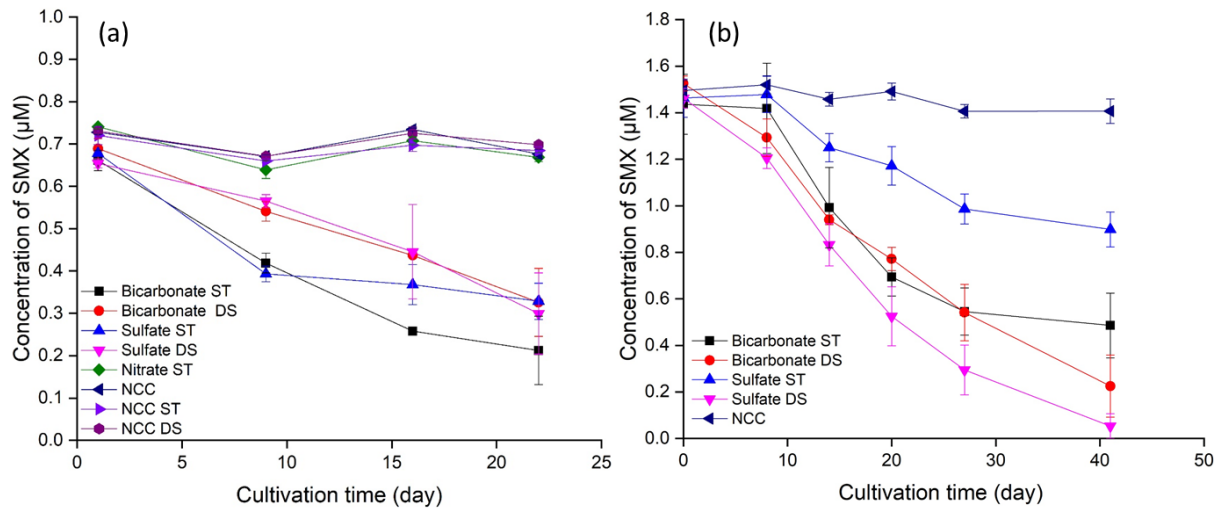 (a)
Concentration of SMX (µM)
1.0
0.9
0.8
0.7
0.6
0.5
0.4
0.3
0.2
0.1
0.0
Bicarbonate ST
Bicarbonate DS
Sulfate ST
Sulfate DS
Nitrate ST
NCC
NCC ST
NCC DS
0 5 10 15 20 25
Cultivation time (day)
(b)
Concentration of SMX (µM)
1.8
1.6
1.4
1.2
1.0
0.8
0.6
0.4
0.2
0.0
Bicarbonate ST
Bicarbonate DS
Sulfate ST
Sulfate DS
NCC
0 10 20 30 40 50
Cultivation time (day)